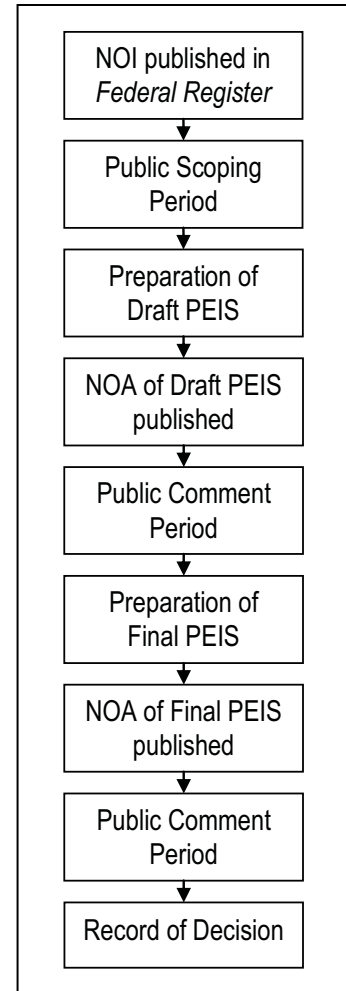 NOI published in
Federal Register
Public Scoping
Period
Preparation of
Draft PEIS
NOA of Draft PEIS
published
Public Comment
Period
Preparation of
Final PEIS
NOA of Final PEIS
published
Public Comment
Period
Record of Decision